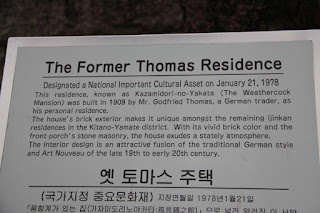 The Former Thomas Residence
Designated a National Important Cultural Asset on January 21, 1978
This residence, known as Kazamidori-no-Yakata (The Weathercock
Mansion) was built in 1909 by Mr. Godfried Thomas, a German trader, as
his personal residence.
The house's brick exterior makes it unique amongst the remaining Ijinkan
residences in the Kitano-Yamate district. With its vivid brick color and the
front porch's stone masonry, the house exudes a stately atmosphere.
The interior design is an attractive fusion of the traditional German style
and Art Nouveau of the late 19th to early 20th century.
옛 토마스 주택
(국가지정 중요문화재) 지정연월일 1978년1월21일